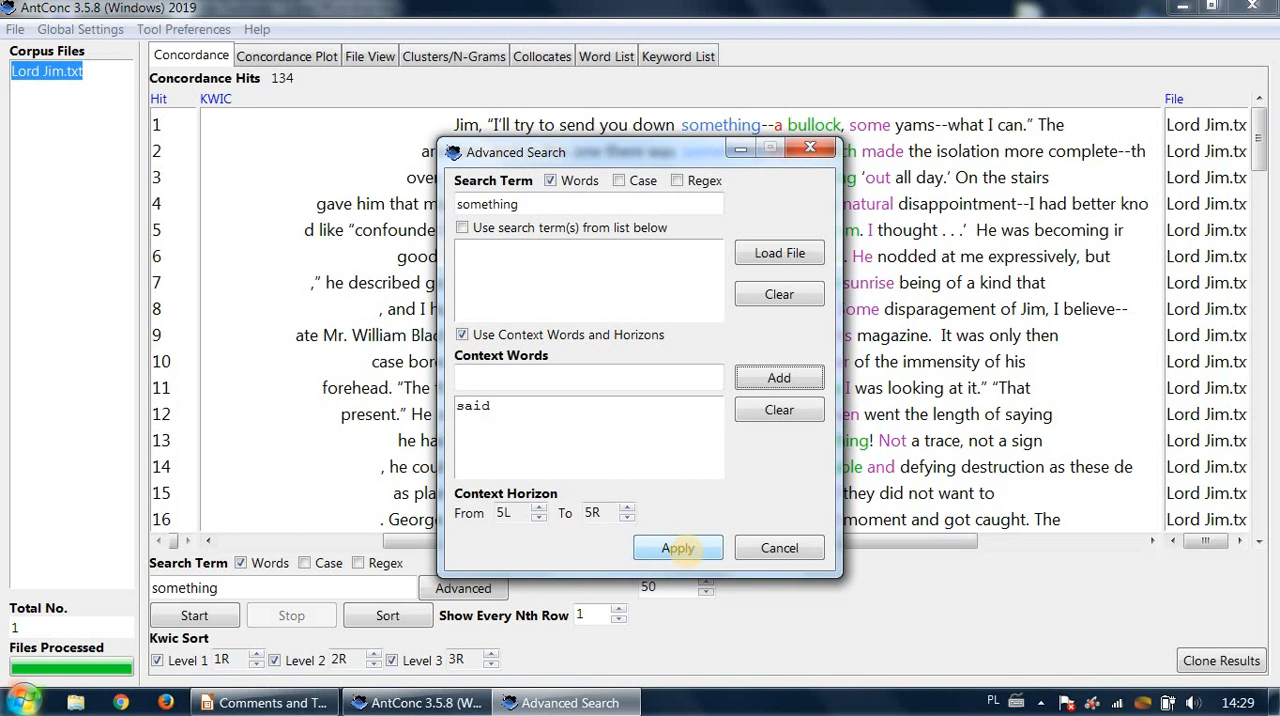 AntConc 3.5.8 (Windows) 2019
File Global Settings Tool Preferences Help
Corpus Files
Lord Jim.txt
Concordance Concordance Plot File View Clusters/N-Grams Collocates Word List Keyword List
Concordance Hits 134
Hit KWIC File
1 Jim, “I’ll try to send you down something--a bullock, some yams--what I can.” The Lord Jim.tx
2 made the isolation more complete--th Lord Jim.tx
3 over ‘out all day.’ On the stairs Lord Jim.tx
4 gave him that natural disappointment--I had better kno Lord Jim.tx
5 d like “confounde I thought . . .’ He was becoming ir Lord Jim.tx
6 good He nodded at me expressively, but Lord Jim.tx
7 ,” he described g sunrise being of a kind that Lord Jim.tx
8 , and I Some disparagement of Jim, I believe-- Lord Jim.tx
9 ate Mr. William Bla magazine. It was only then Lord Jim.tx
10 case bor of the immensity of his Lord Jim.tx
11 forehead. “The I was looking at it.” “That Lord Jim.tx
12 present.” He went the length of saying Lord Jim.tx
13 he ha Not a trace, not a sign Lord Jim.tx
14 , he cou and defying destruction as these de Lord Jim.tx
15 as pla they did not want to Lord Jim.tx
16 . Georg moment and got caught. The Lord Jim.tx
Advanced Search
Search Term Words Case Regex
something
Use search term(s) from list below
Load File
Clear
Use Context Words and Horizons
Context Words
Add
said
Clear
Context Horizon
From 5L To 5R
Apply Cancel
Search Term Words Case Regex
something Advanced 50
Start Stop Sort Show Every Nth Row 1
Kwic Sort
Level 1 1R Level 2 2R Level 3 3R Clone Results
Total No.
1
Files Processed
Comments and T... AntConc 3.5.8 (W... Advanced Search PL 14:29